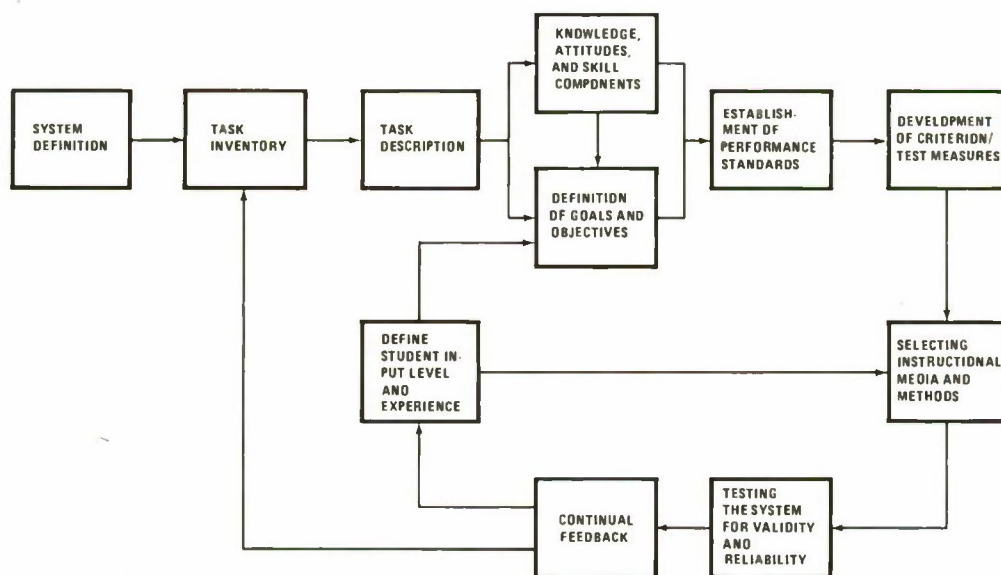 KNDWLEDGE,
ATTITUDES,
AND SKILL
COMPDNENTS
SYSTEM
DEFINITION
TASK
INVENTORY
TASK
DESCRIPTION
ESTABLISH-
MENT OF
PERFORMANCE
STANDARDS
DEVELOPMENT
OF CRITERION/
TEST MEASURES
DEFINITION
OF GOALS AND
OBJECTIVES
DEFINE
STUDENT IN-
PUT LEVEL
AND
EXPERIENCE
SELECTING
INSTRUCTIONAL
MEDIA AND
METHODS
CONTINUAL
FEEDBACK
TESTING
THE SYSTEM
FOR VALIDITY
AND
RELIABILITY